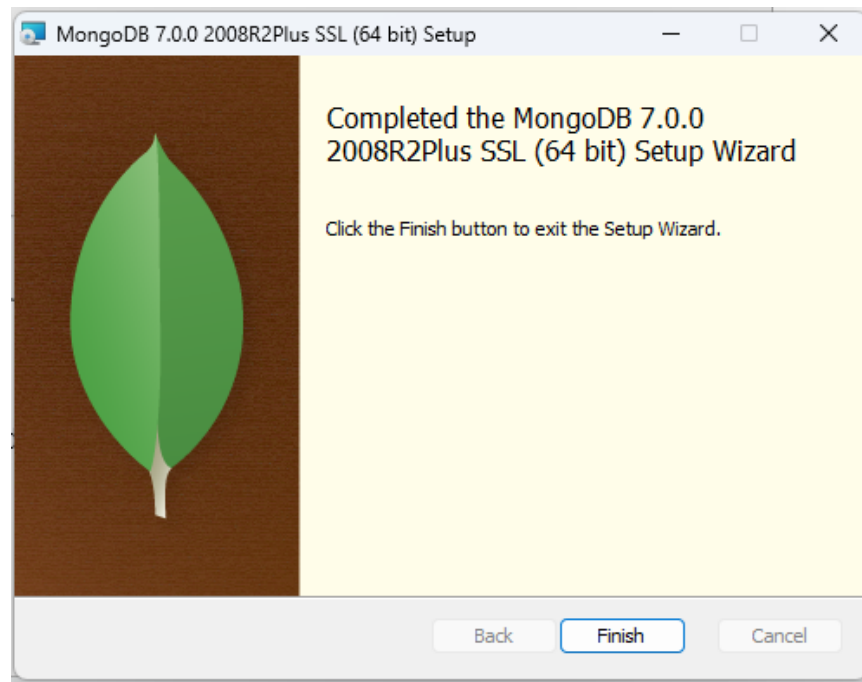 MongoDB 7.0.0 2008R2Plus SSL (64 bit) Setup
Completed the MongoDB 7.0.0
2008R2Plus SSL (64 bit) Setup Wizard
Click the Finish button to exit the Setup Wizard.
Back Finish Cancel